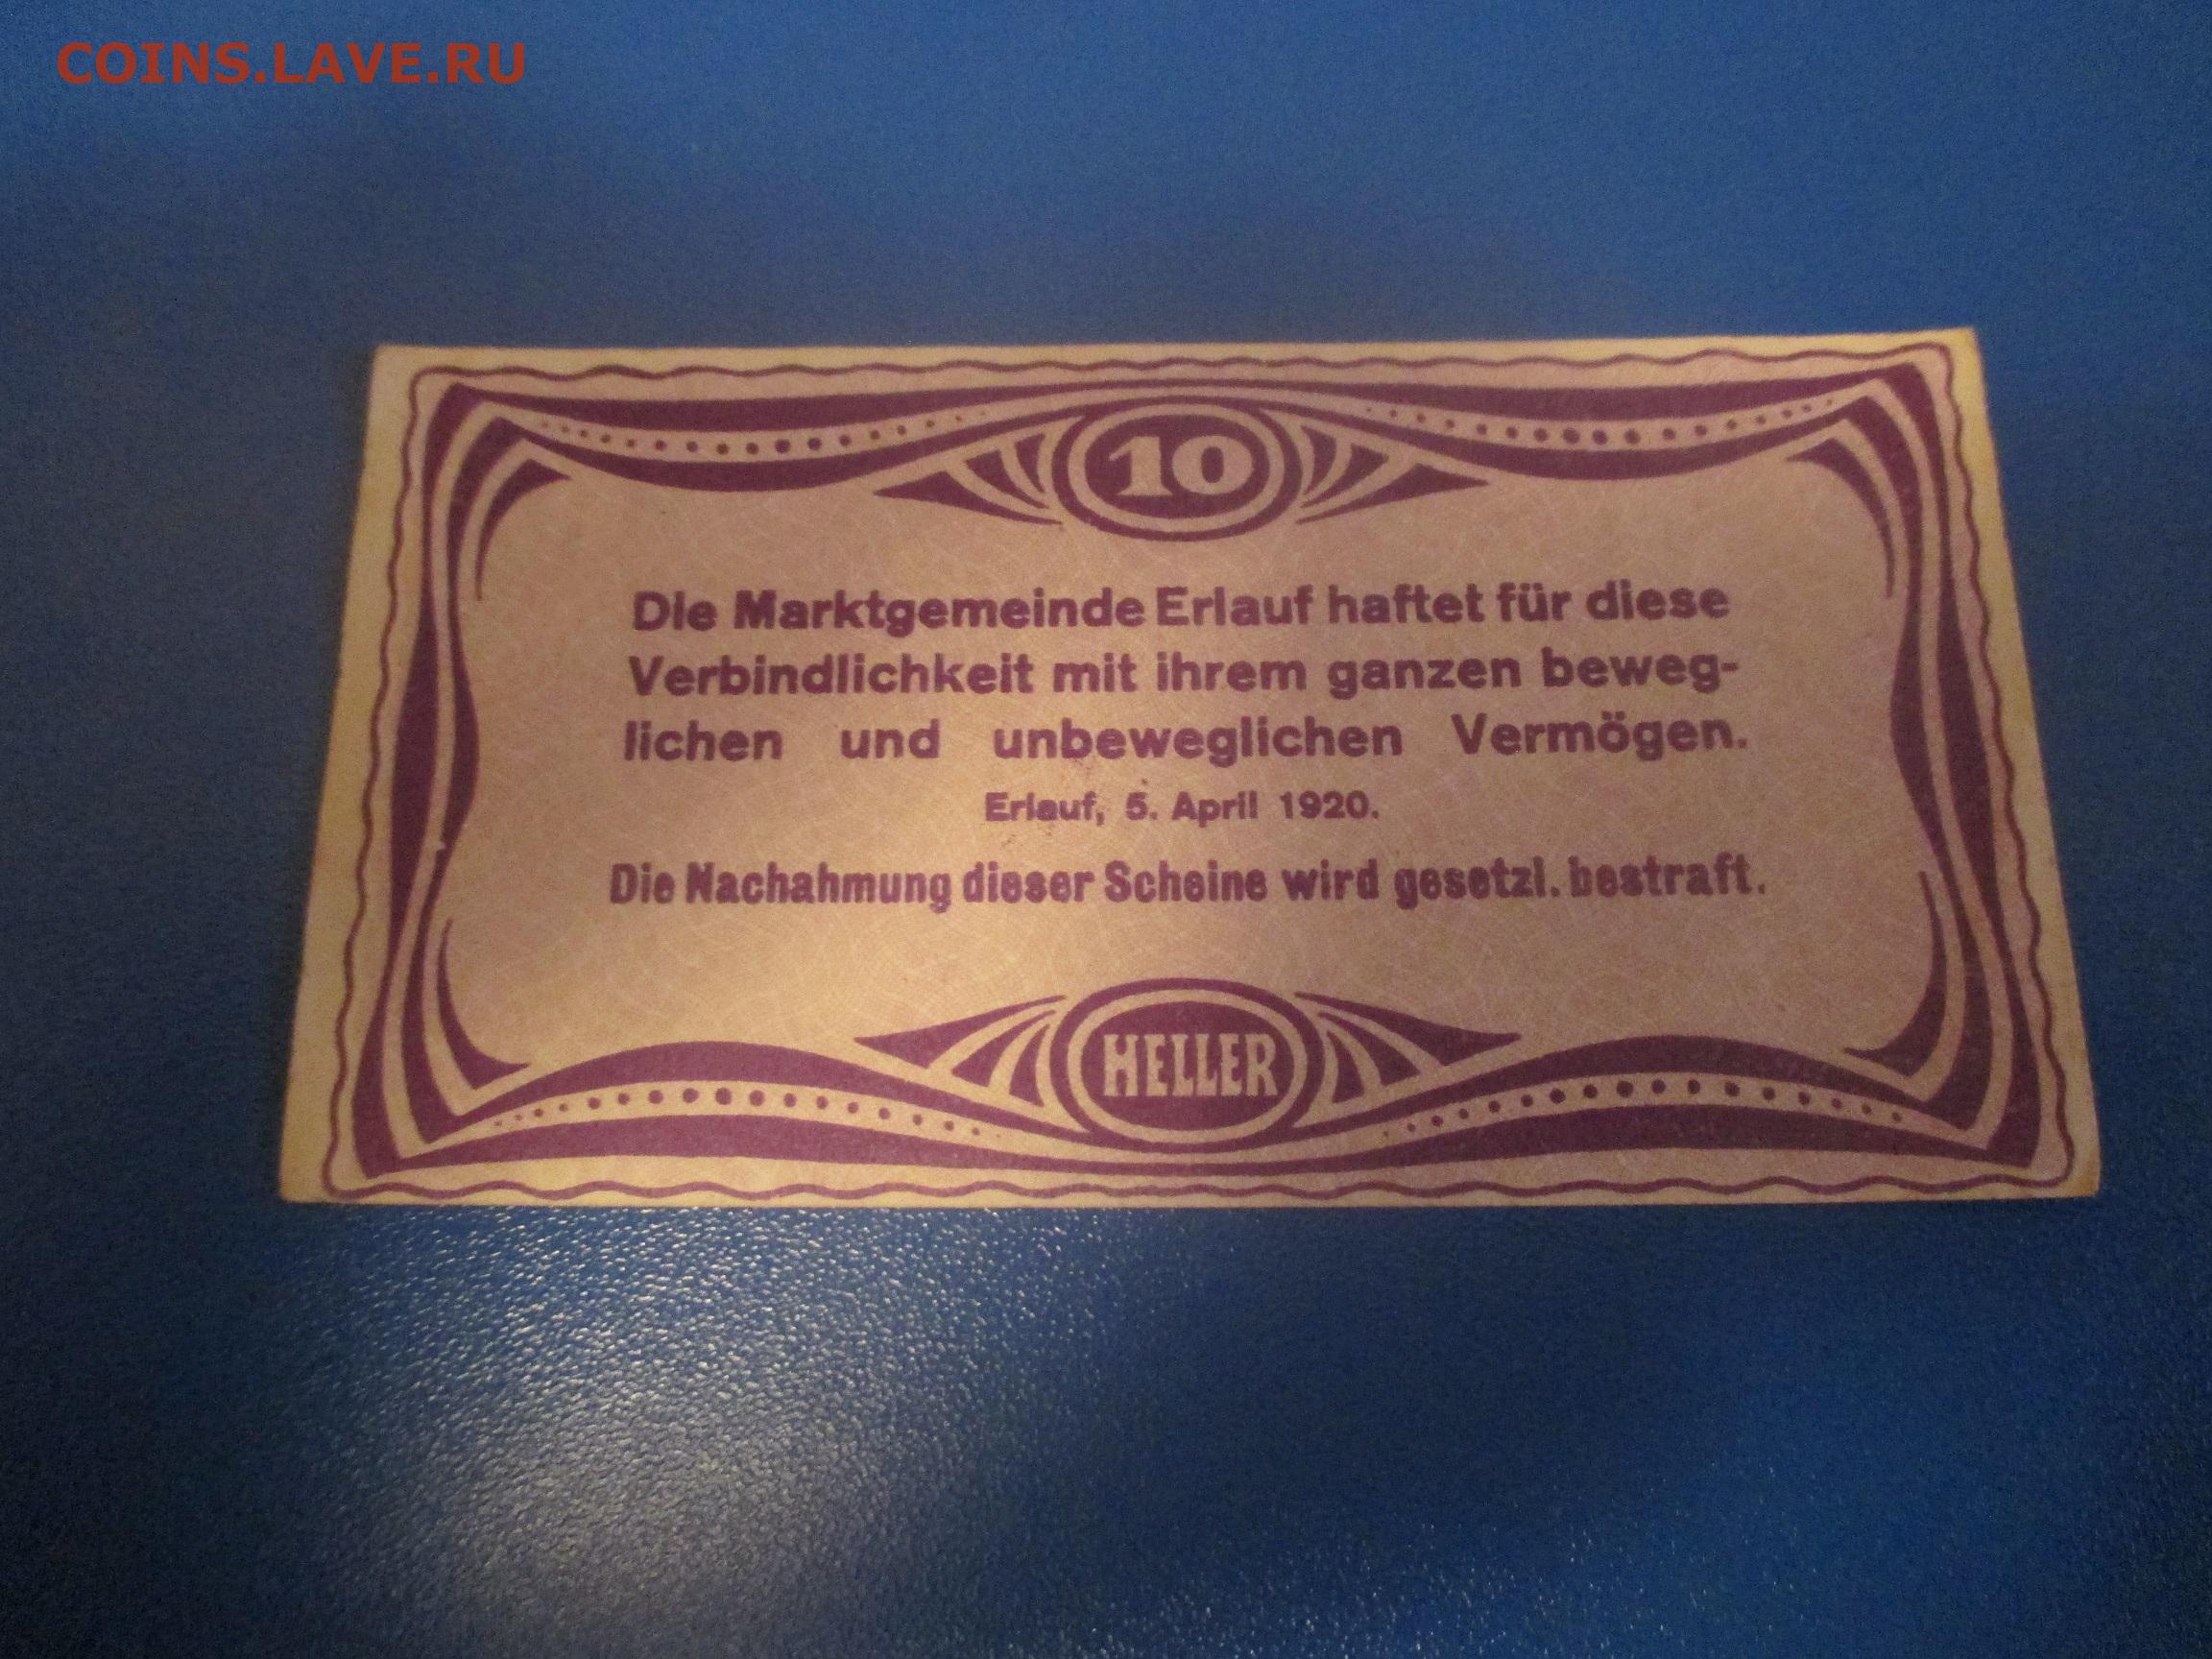 COINS.LAVE.RU
10
Die Marktgemeinde Erlauf haftet für diese
Verbindlichkeit mit ihrem ganzen beweg-
lichen und unbeweglichen Vermögen.
Erlauf, 5. April 1920.
Die Nachahmung dieser Scheine wird gesetzl. bestraft.
HELLER